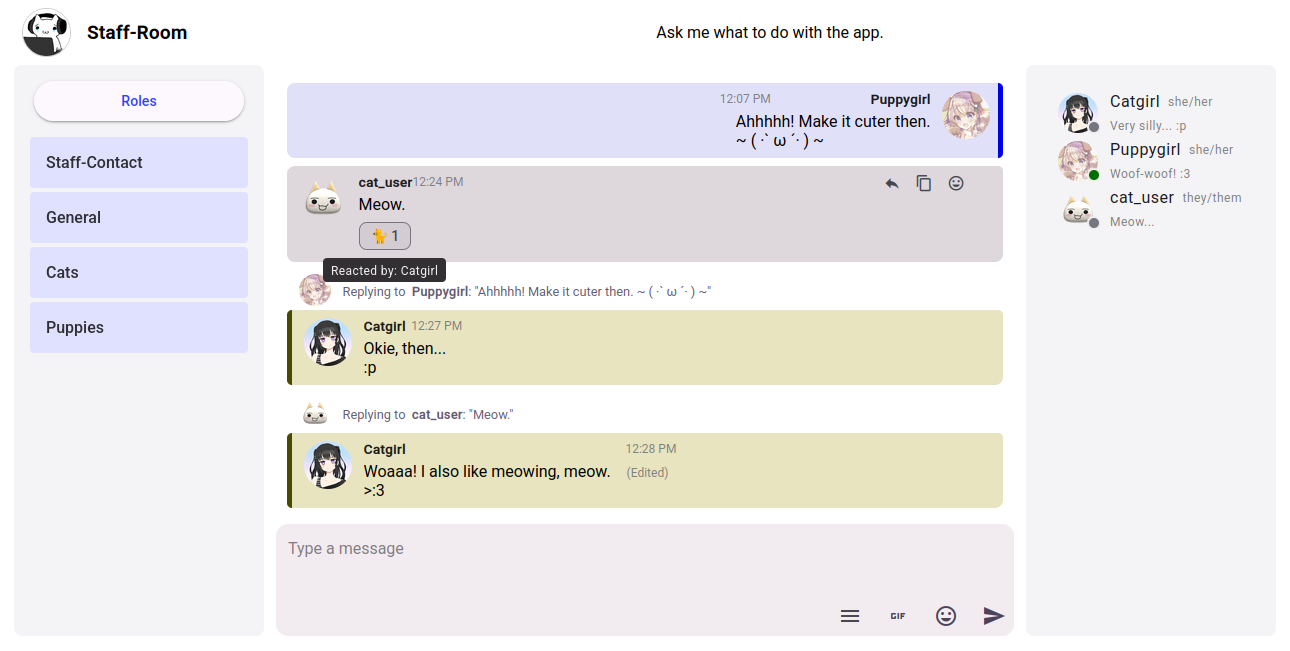 Staff-Room
Ask me what to do with the app.
Roles
Staff-Contact
General
Cats
Puppies
12:07 PM Puppygirl
Ahhhhh! Make it cuter then.
~ ( ·` ω ´· ) ~
cat_user 12:24 PM
Meow.
🐈 1
Reacted by: Catgirl
Replying to Puppygirl: "Ahhhhh! Make it cuter then. ~ ( ·` ω ´· ) ~"
Catgirl 12:27 PM
Okie, then...
:p
Replying to cat_user: "Meow."
Catgirl 12:28 PM
Woaaa! I also like meowing, meow. (Edited)
>:3
Type a message
GIF
Catgirl she/her
Very silly... :p
Puppygirl she/her
Woof-woof! :3
cat_user they/them
Meow...